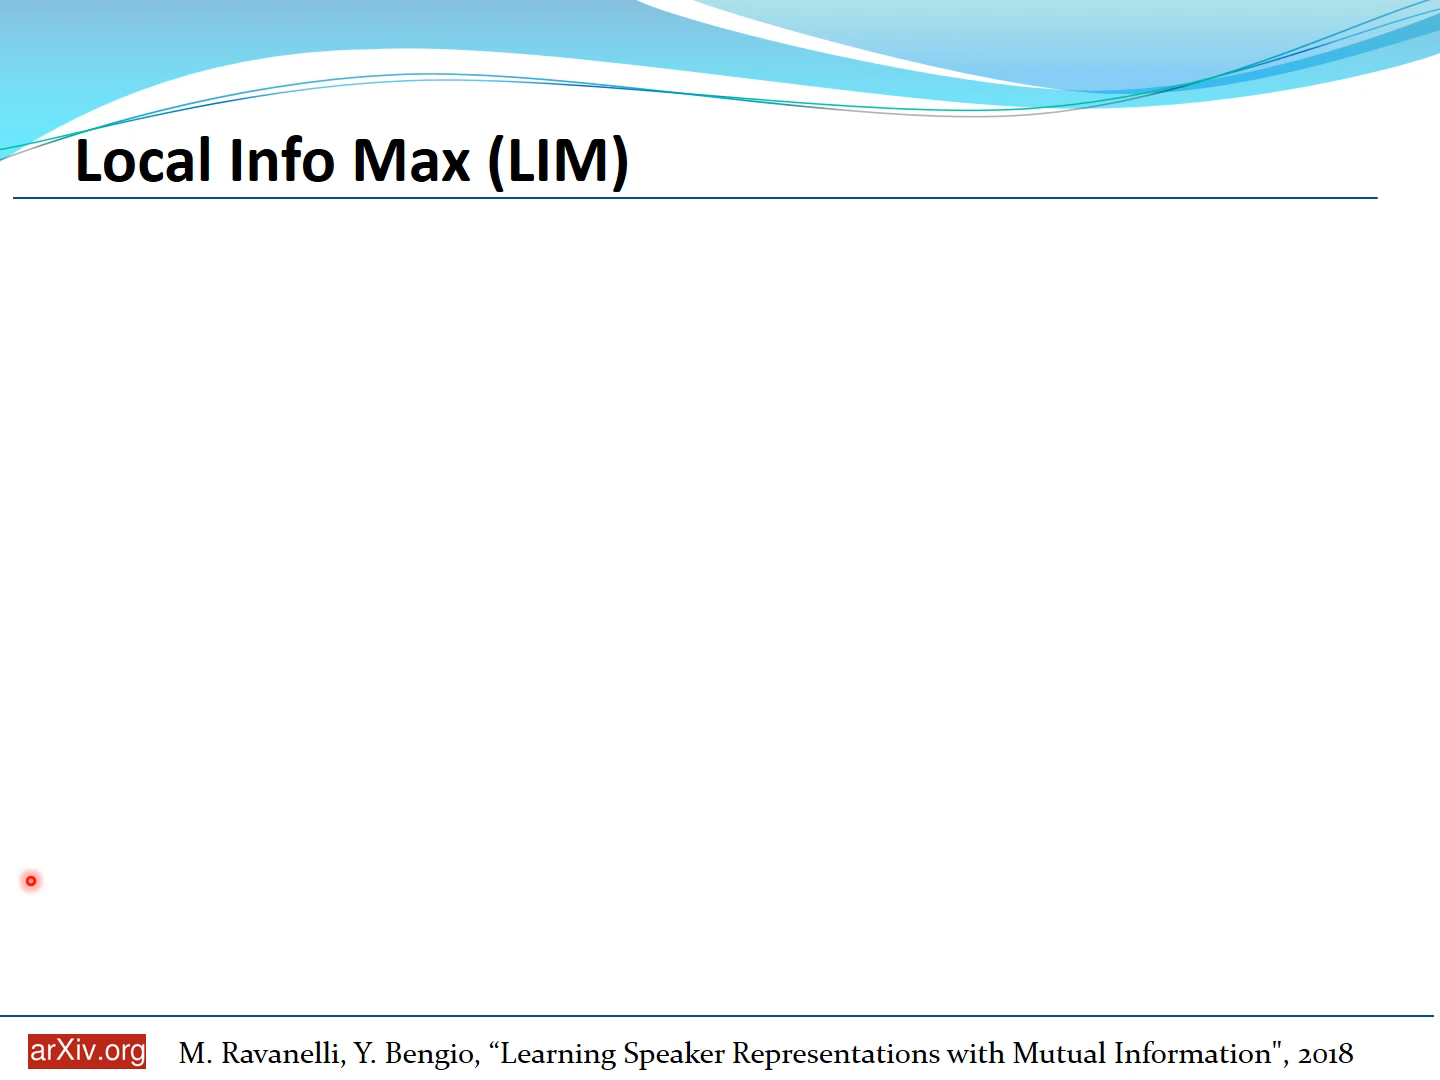 Local Info Max (LIM)
arXiv.org
M. Ravanelli, Y. Bengio, “Learning Speaker Representations with Mutual Information", 2018